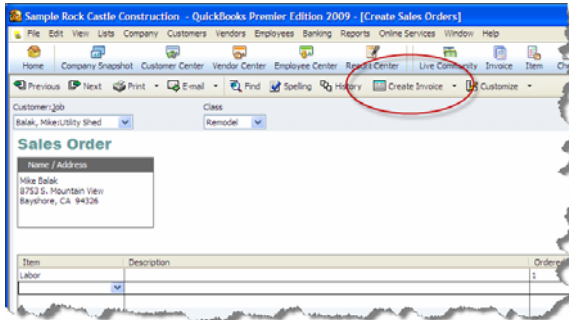 Sample Rock Castle Construction - QuickBooks Premier Edition 2009 - [Create Sales Orders]
File Edit View Lists Company Customers Vendors Employees Banking Reports Online Services Window Help
Home Company Snapshot Customer Center Vendor Center Employee Center Report Center Live Community Invoice Item
Previous Next Print E-mail Find Spelling History Create Invoice Customize
Customer:Job Class
Balak, Mike:Utility Shed Remodel
Sales Order
Name / Address
Mike Balak
8753 S. Mountain View
Bayshore, CA 94326
Item Description Ordered
Labor 1